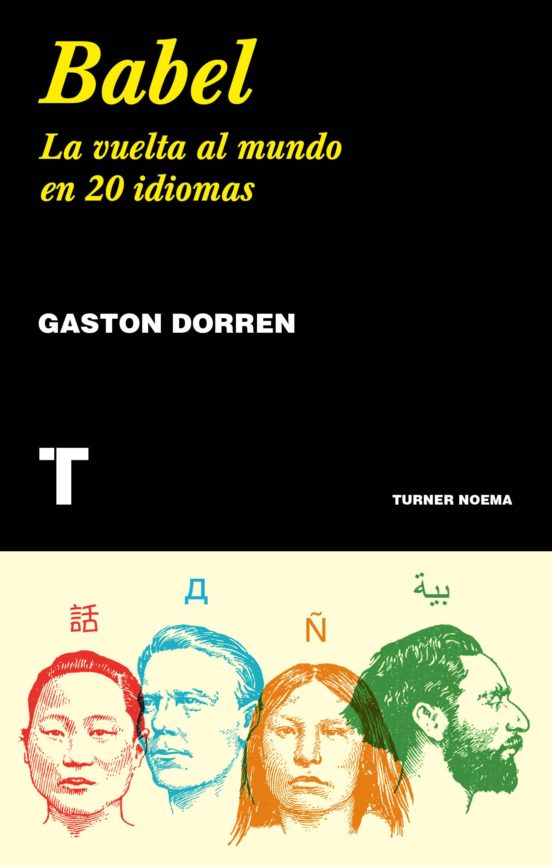 Babel
La vuelta al mundo
en 20 idiomas
GASTON DORREN
T
TURNER NOEMA
話
Д
Ñ
بية